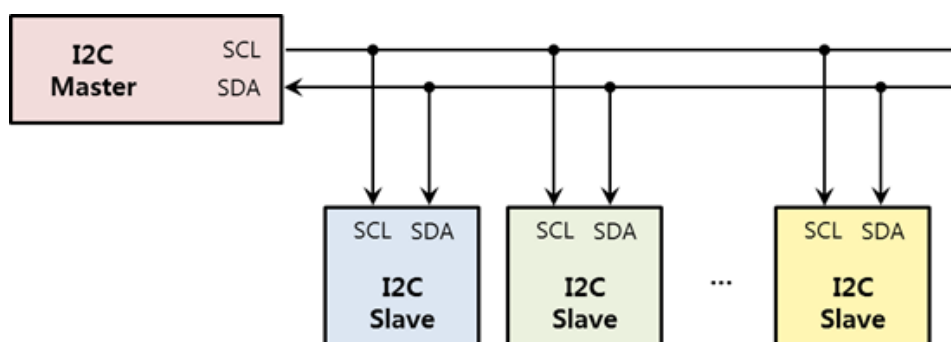 I2C
Master
SCL
SDA
SCL SDA
I2C
Slave
SCL SDA
I2C
Slave
...
SCL SDA
I2C
Slave